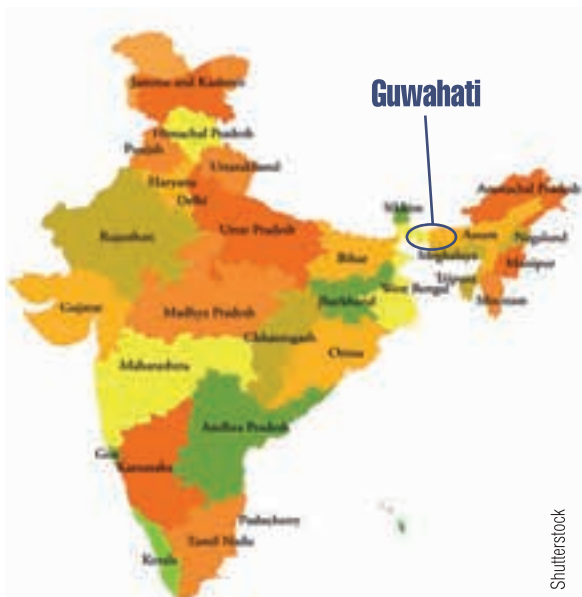 Guwahati
Jammu and Kashmir
Himachal Pradesh
Punjab
Uttarakhand
Haryana
Delhi
Arunachal Pradesh
Sikkim
Rajasthan
Uttar Pradesh
Assam
Nagaland
Meghalaya
Bihar
Manipur
Tripura
Jharkhand
West Bengal
Mizoram
Gujarat
Madhya Pradesh
Chhattisgarh
Orissa
Maharashtra
Andhra Pradesh
Goa
Karnataka
Puducherry
Tamil Nadu
Kerala
Shutterstock